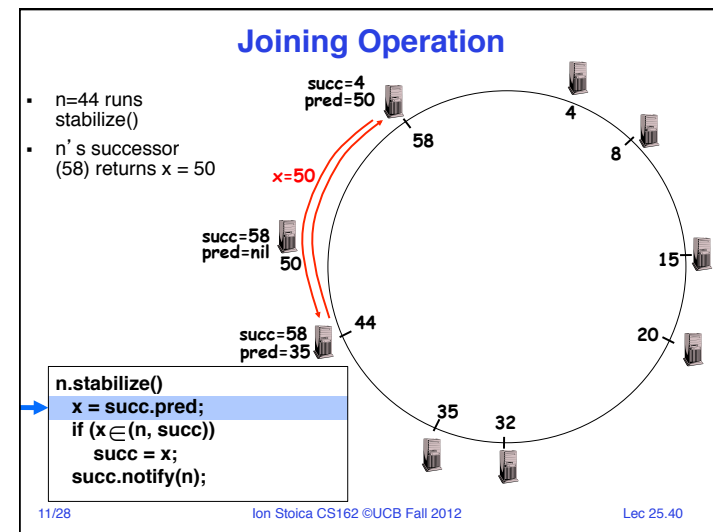 Joining Operation
▪ n=44 runs
stabilize()
▪ n's successor
(58) returns x = 50
succ=4
pred=50
58
4
8
15
20
32
35
44
x=50
succ=58
pred=nil
50
succ=58
pred=35
n.stabilize()
x = succ.pred;
if (x∈(n, succ))
succ = x;
succ.notify(n);
11/28
Ion Stoica CS162 ©UCB Fall 2012
Lec 25.40